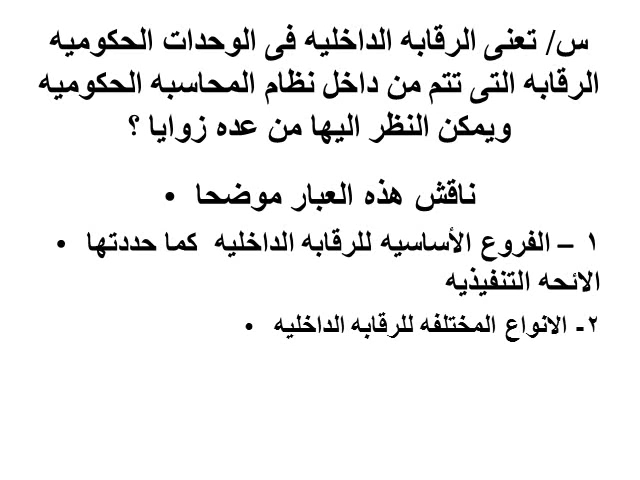 س/ تعنى الرقابه الداخليه فى الوحدات الحكوميه
الرقابه التى تتم من داخل نظام المحاسبه الحكوميه
ويمكن النظر اليها من عده زوايا ؟
ناقش هذه العبار موضحا •
١ – الفروع الأساسيه للرقابه الداخليه كما حددتها •
الائحه التنفيذيه
٢- الانواع المختلفه للرقابه الداخليه •